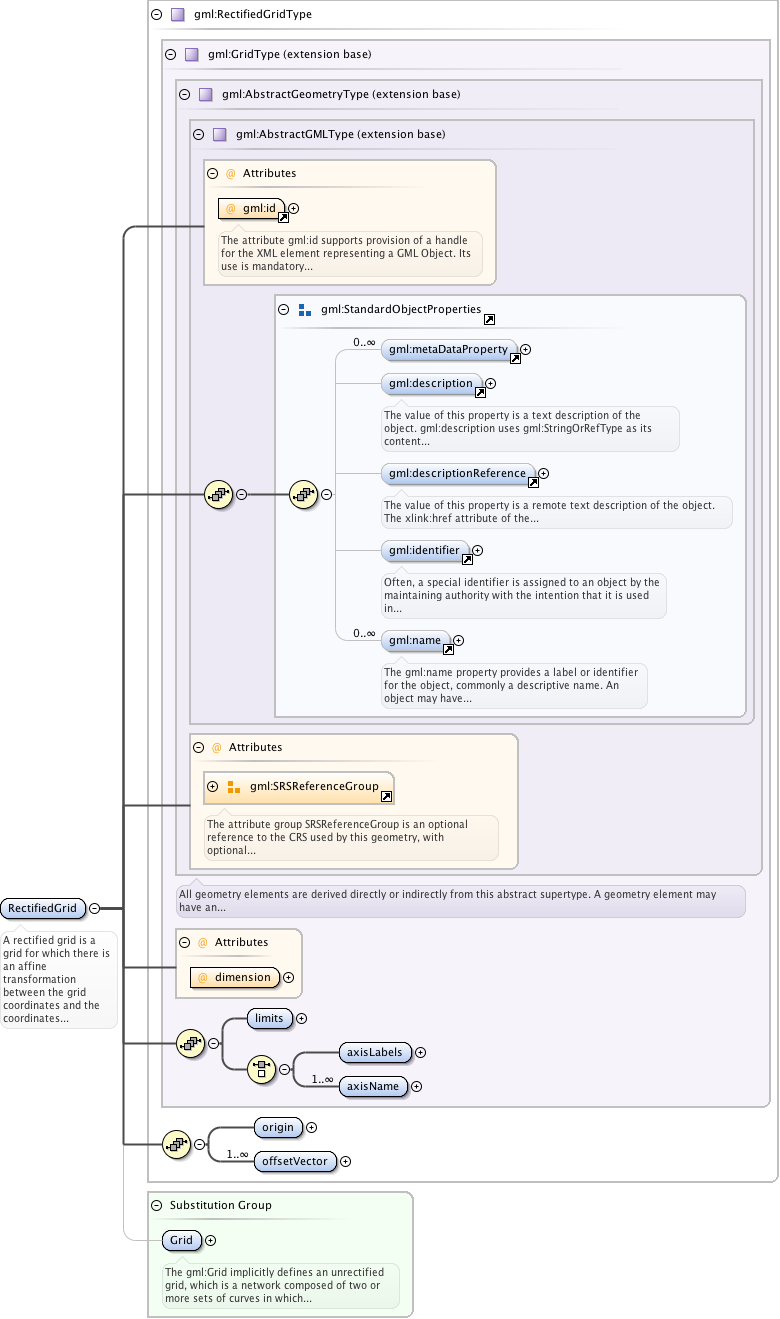 gml:RectifiedGridType
gml:GridType (extension base)
gml:AbstractGeometryType (extension base)
gml:AbstractGMLType (extension base)
@ Attributes
@ gml:id
The attribute gml:id supports provision of a handle
for the XML element representing a GML Object. Its
use is mandatory...
gml:StandardObjectProperties
0..∞
gml:metaDataProperty
gml:description
The value of this property is a text description of the
object. gml:description uses gml:StringOrRefType as its
content...
gml:descriptionReference
The value of this property is a remote text description of the object.
The xlink:href attribute of the...
gml:identifier
Often, a special identifier is assigned to an object by the
maintaining authority with the intention that it is used
in...
0..∞
gml:name
The gml:name property provides a label or identifier
for the object, commonly a descriptive name. An
object may have...
@ Attributes
gml:SRSReferenceGroup
The attribute group SRSReferenceGroup is an optional
reference to the CRS used by this geometry, with
optional...
All geometry elements are derived directly or indirectly from this abstract supertype. A geometry element may
have an...
RectifiedGrid
A rectified grid is a
grid for which there is
an affine
transformation
between the grid
coordinates and the
coordinates...
@ Attributes
@ dimension
limits
axisLabels
1..∞
axisName
origin
1..∞
offsetVector
Substitution Group
Grid
The gml:Grid implicitly defines an unrectified
grid, which is a network composed of two or
more sets of curves in which...